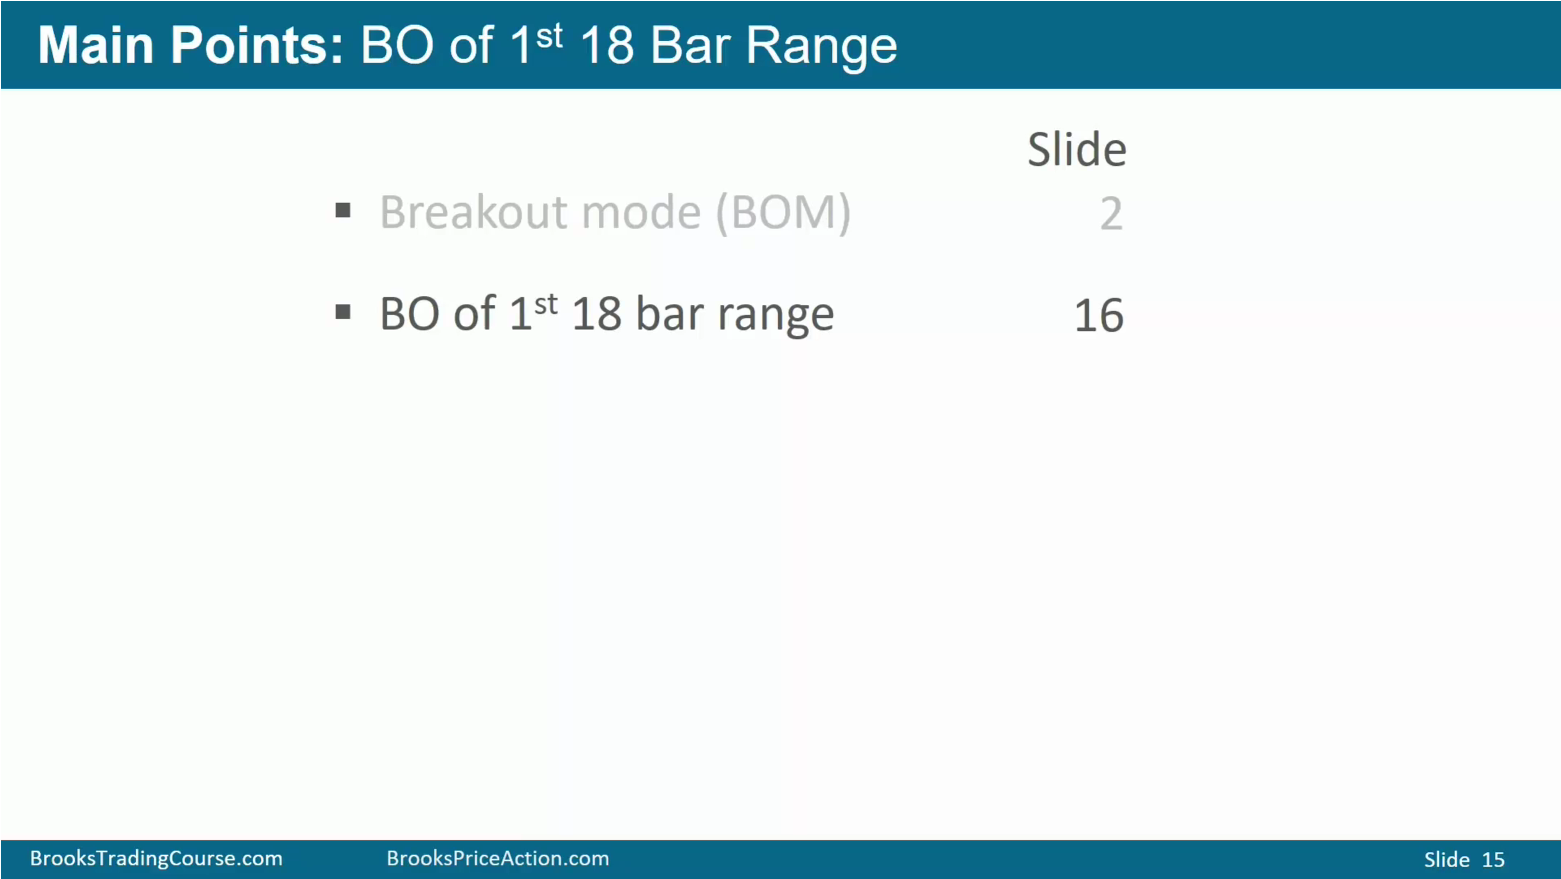 Main Points: BO of 1st 18 Bar Range
Slide
▪ Breakout mode (BOM) 2
▪ BO of 1st 18 bar range 16
BrooksTradingCourse.com BrooksPriceAction.com Slide 15